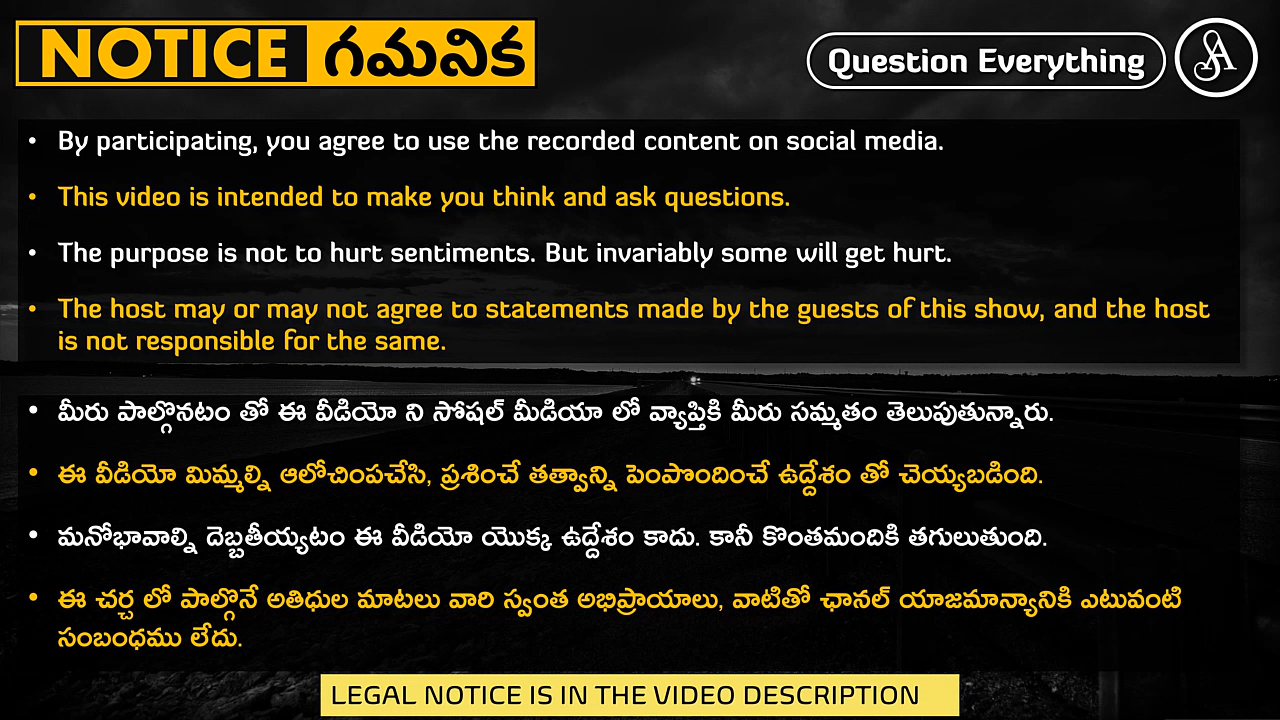 NOTICE గమనిక
Question Everything
• By participating, you agree to use the recorded content on social media.
• This video is intended to make you think and ask questions.
• The purpose is not to hurt sentiments. But invariably some will get hurt.
• The host may or may not agree to statements made by the guests of this show, and the host
is not responsible for the same.
• మీరు పాల్గొనటం తో ఈ వీడియో ని సోషల్ మీడియా లో వ్యాప్తికి మీరు సమ్మతం తెలుపుతున్నారు.
• ఈ వీడియో మిమ్మల్ని ఆలోచింపచేసి, ప్రశించే తత్వాన్ని పెంపొందించే ఉద్దేశం తో చెయ్యబడింది.
• మనోభావాల్ని దెబ్బతీయ్యటం ఈ వీడియో యొక్క ఉద్దేశం కాదు. కానీ కొంతమందికి తగులుతుంది.
• ఈ చర్చ లో పాల్గొనే అతిధుల మాటలు వారి స్వంత అభిప్రాయాలు, వాటితో ఛానల్ యాజమాన్యానికి ఎటువంటి
సంబంధము లేదు.
LEGAL NOTICE IS IN THE VIDEO DESCRIPTION